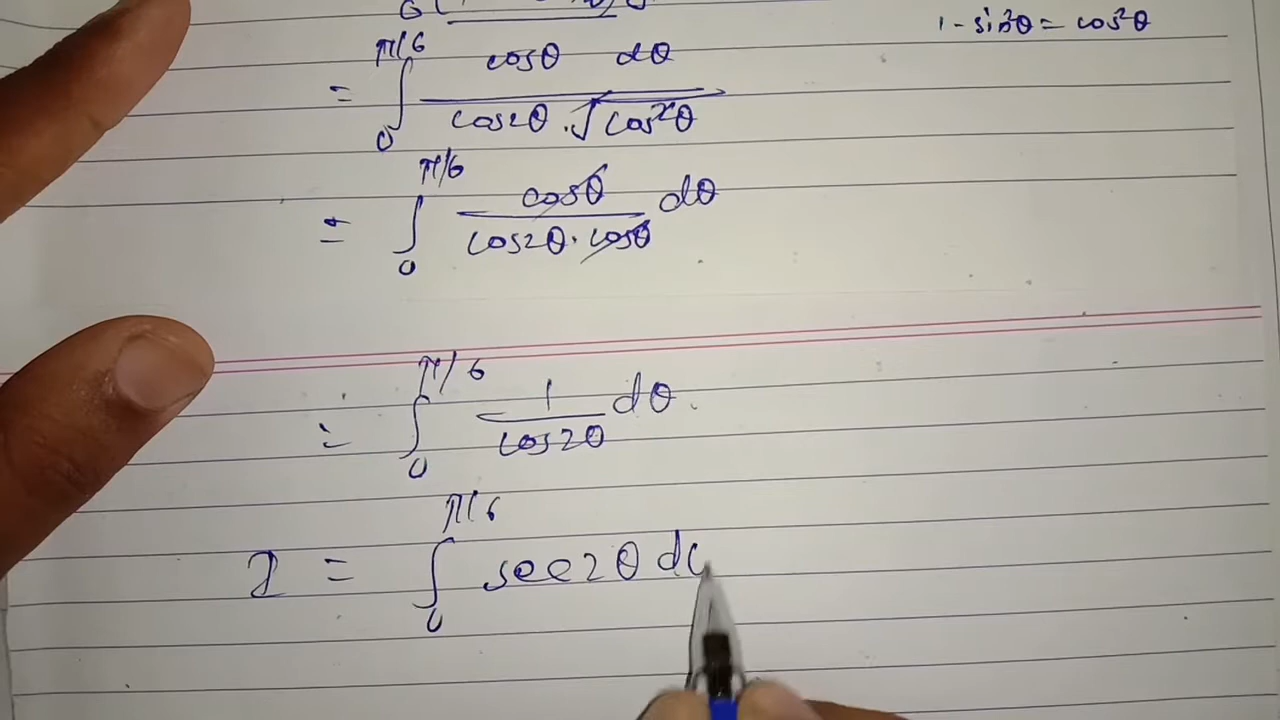 1 - sin²θ = cos²θ
= ∫₀^π/6 cosθ dθ / cos2θ . √cos²θ
= ∫₀^π/6 cosθ / cos2θ . cosθ dθ
= ∫₀^π/6 1 / cos2θ dθ.
I = ∫₀^π/6 sec2θ d